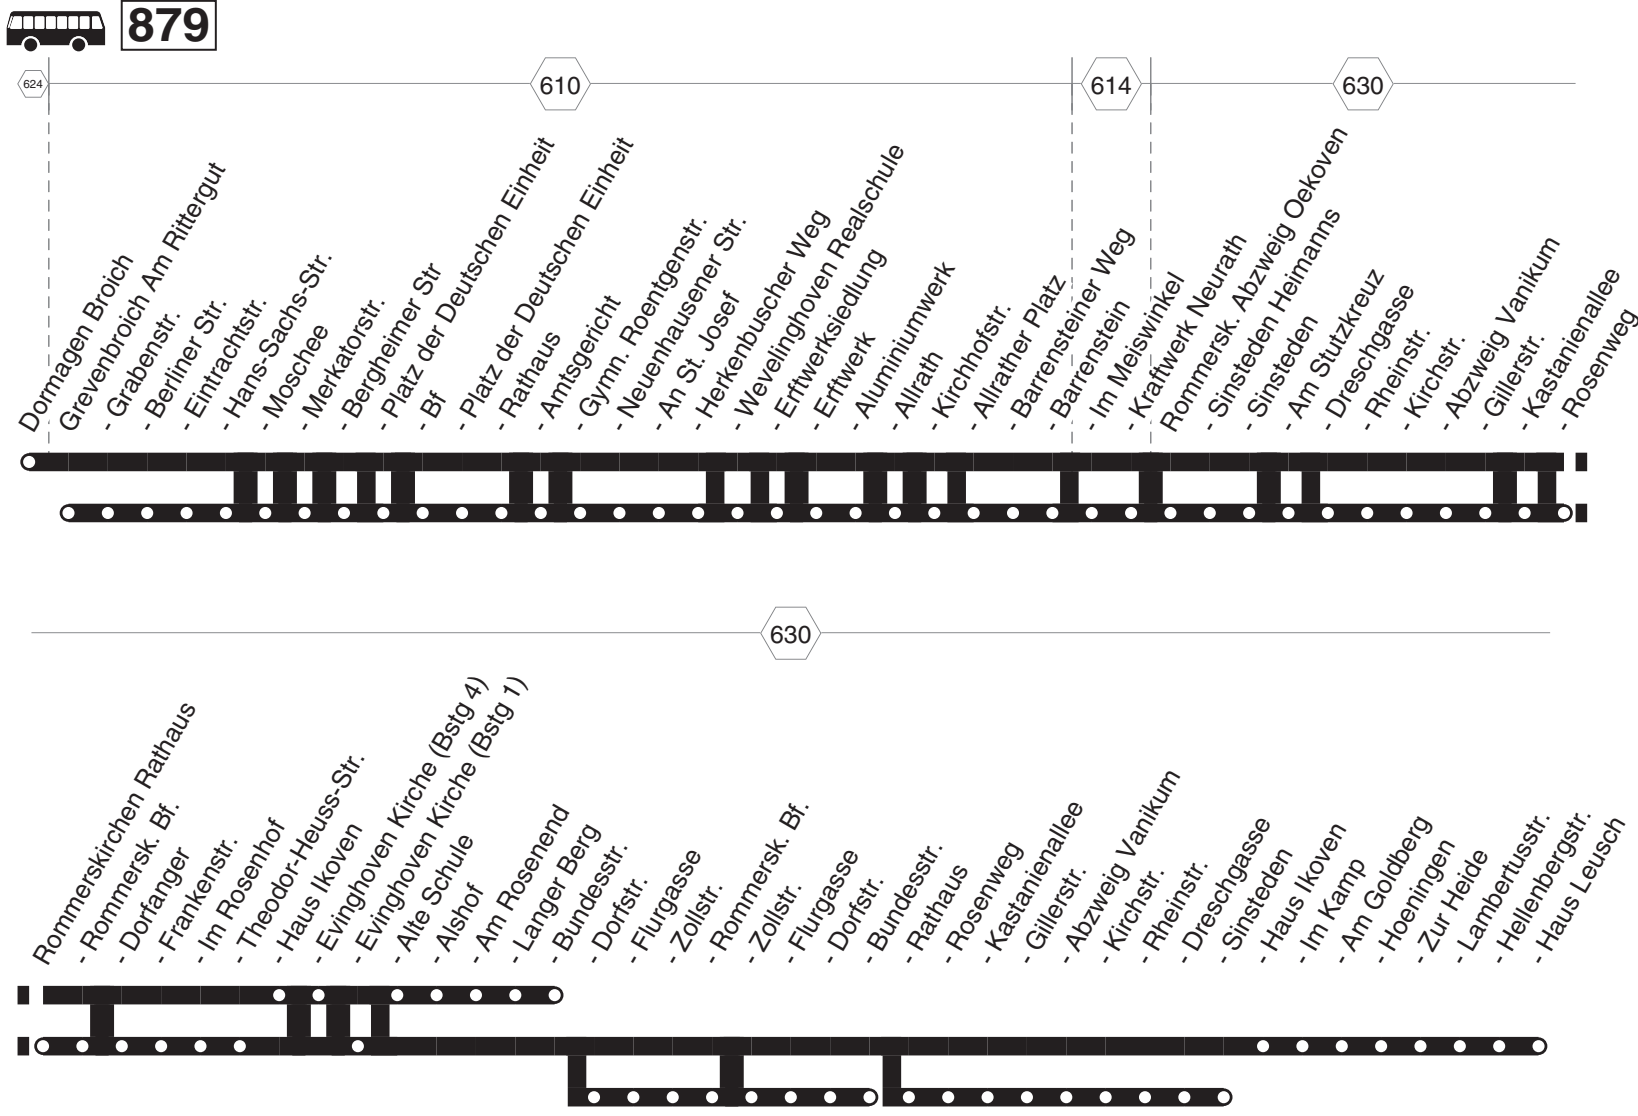 879
624
610
614
630
Dormagen Broich
Grevenbroich Am Rittergut
- Grabenstr.
- Berliner Str.
- Eintrachtstr.
- Hans-Sachs-Str.
- Moschee
- Merkatorstr.
- Bergheimer Str
- Platz der Deutschen Einheit
- Bf
- Platz der Deutschen Einheit
- Rathaus
- Amtsgericht
- Gymn. Roentgenstr.
- Neuenhausener Str.
- An St. Josef
- Herkenbuscher Weg
- Wevelinghoven Realschule
- Erftwerksiedlung
- Erftwerk
- Aluminiumwerk
- Allrath
- Kirchhofstr.
- Allrather Platz
- Barrensteiner Weg
- Barrenstein
- Im Meiswinkel
- Kraftwerk Neurath
Rommersk. Abzweig Oekoven
- Sinsteden Heimanns
- Sinsteden
- Am Stutzkreuz
- Dreschgasse
- Rheinstr.
- Kirchstr.
- Abzweig Vanikum
- Gillerstr.
- Kastanienallee
- Rosenweg
630
Rommerskirchen Rathaus
- Rommersk. Bf.
- Dorfanger
- Frankenstr.
- Im Rosenhof
- Theodor-Heuss-Str.
- Haus Ikoven
- Evinghoven Kirche (Bstg 4)
- Evinghoven Kirche (Bstg 1)
- Alte Schule
- Alshof
- Am Rosenend
- Langer Berg
- Bundesstr.
- Dorfstr.
- Flurgasse
- Zollstr.
- Rommersk. Bf.
- Zollstr.
- Flurgasse
- Dorfstr.
- Bundesstr.
- Rathaus
- Rosenweg
- Kastanienallee
- Gillerstr.
- Abzweig Vanikum
- Kirchstr.
- Rheinstr.
- Dreschgasse
- Sinsteden
- Haus Ikoven
- Im Kamp
- Am Goldberg
- Hoeningen
- Zur Heide
- Lambertusstr.
- Hellenbergstr.
- Haus Leusch